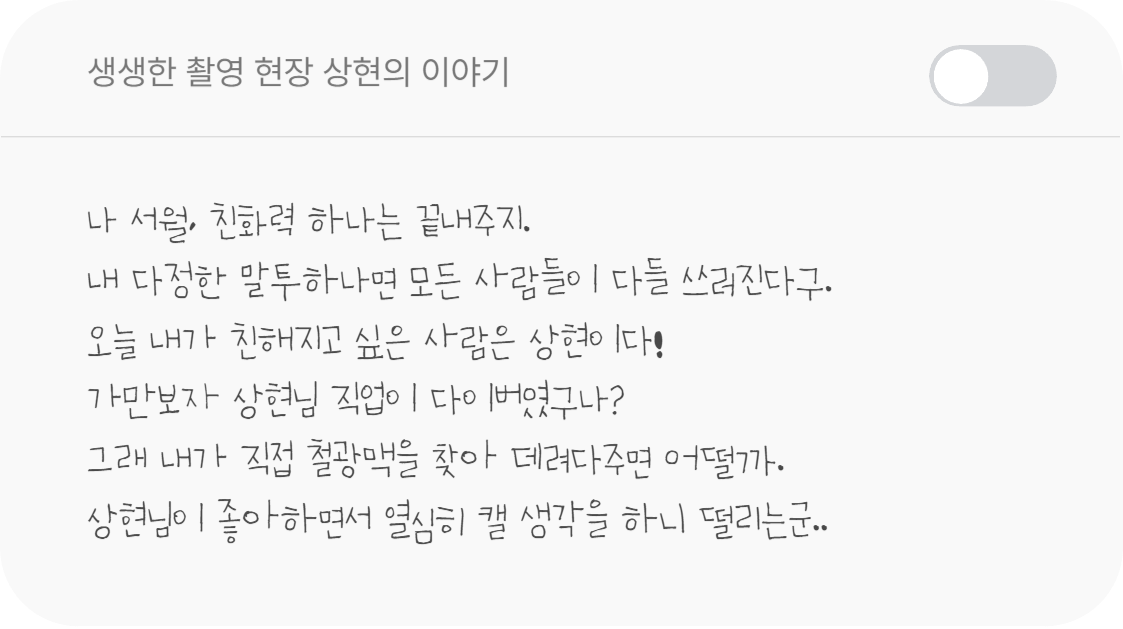 생생한 촬영 현장 상현의 이야기
나 서월, 친화력 하나는 끝내주지.
내 다정한 말투하나면 모든 사람들이 다들 쓰러진다구.
오늘 내가 친해지고 싶은 사람은 상현이다!
가만보자 상현님 직업이 다이버였구나?
그래 내가 직접 철광맥을 찾아 데려다주면 어떨까.
상현님이 좋아하면서 열심히 캘 생각을 하니 떨리는군..